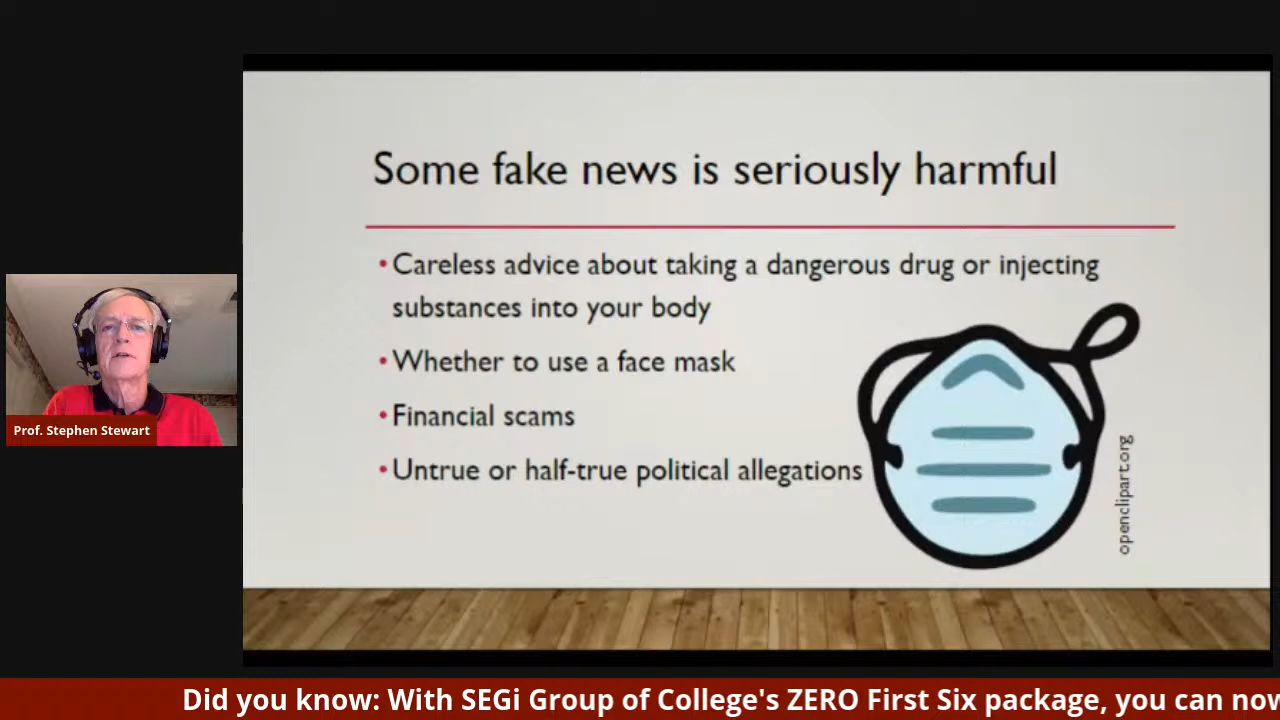 Some fake news is seriously harmful
•Careless advice about taking a dangerous drug or injecting
substances into your body
•Whether to use a face mask
•Financial scams
•Untrue or half-true political allegations
openclipart.org
Prof. Stephen Stewart
Did you know: With SEGi Group of College's ZERO First Six package, you can now